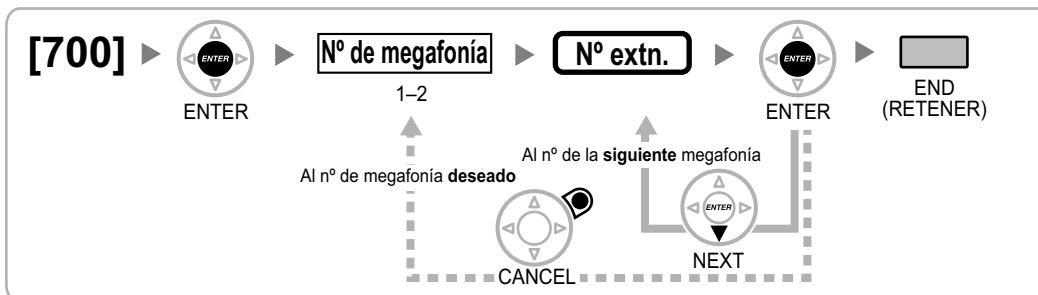 [700]
ENTER
ENTER
Nº de megafonía
1–2
Nº extn.
ENTER
ENTER
END
(RETENER)
Al nº de megafonía deseado
CANCEL
Al nº de la siguiente megafonía
ENTER
NEXT